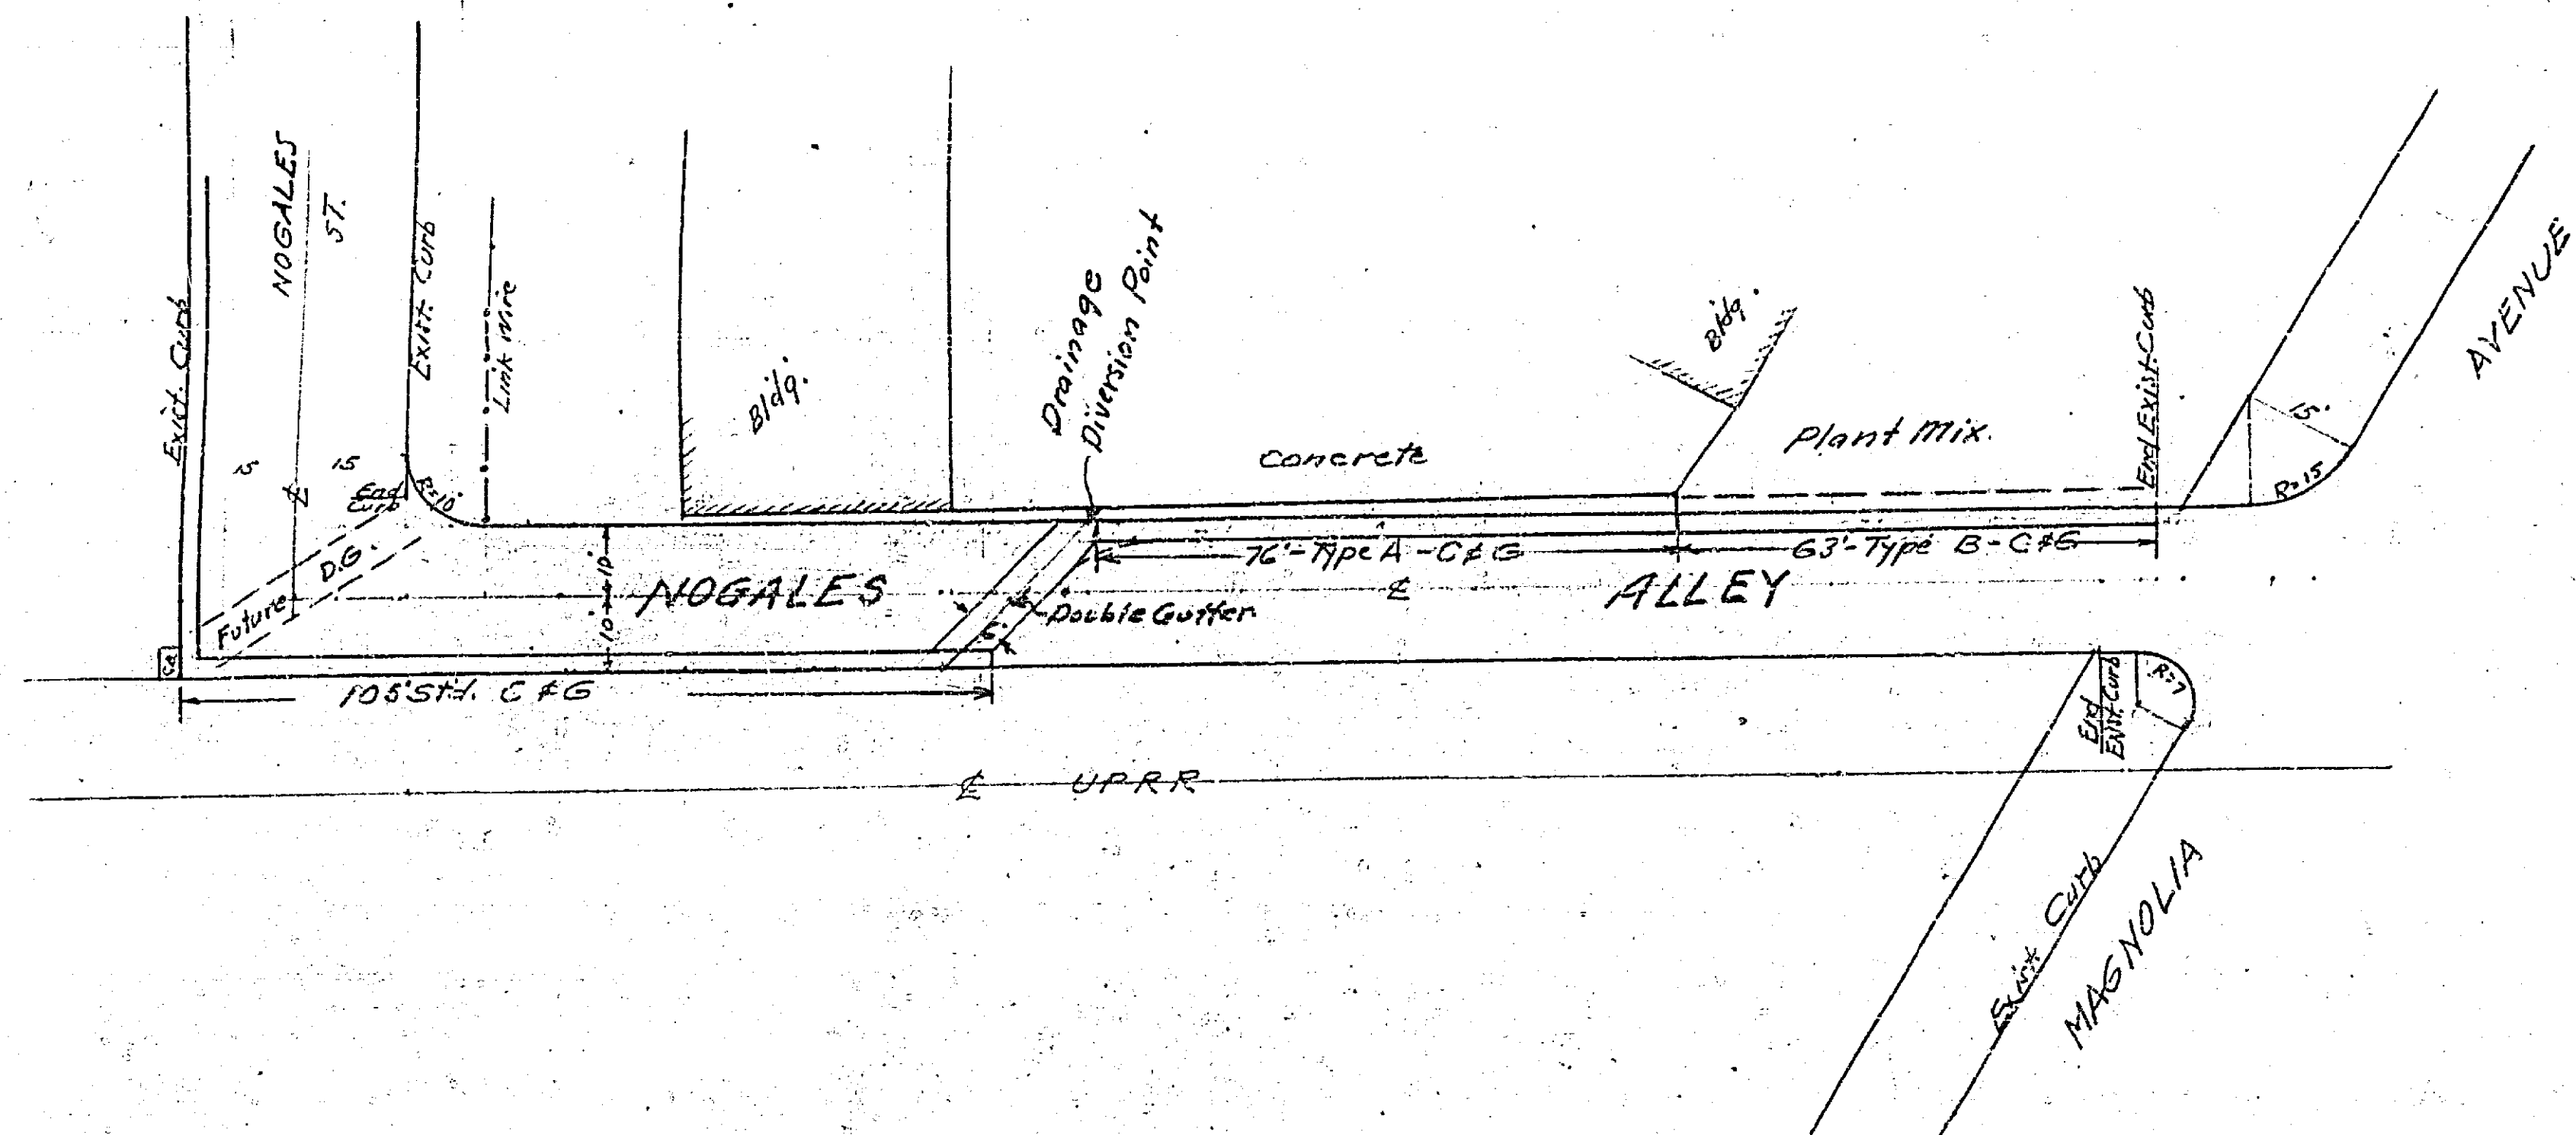 NOGALES
ST.
Exist. Curb
Exist. Curb
Link Wire
15
15
℄
End
Curb
R=10'
Future D.G.
Bldg.
Drainage
Diversion Point
Concrete
Bldg.
Plant Mix.
End Exist. Curb
15'
R=15
AVENUE
10'
10'
NOGALES
ALLEY
℄
76'-Type A-C&G
63'-Type B-C&G
Double Gutter
6'
105' Std. C&G
End
Exist. Curb
R=7
℄ UPRR
Exist Curb
MAGNOLIA